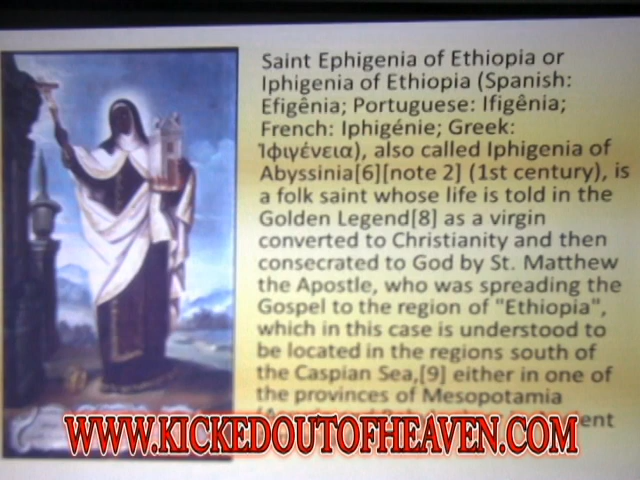 Saint Ephigenia of Ethiopia or
Iphigenia of Ethiopia (Spanish:
Efigênia; Portuguese: Ifigênia;
French: Iphigénie; Greek:
Ἰφιγένεια), also called Iphigenia of
Abyssinia[6][note 2] (1st century), is
a folk saint whose life is told in the
Golden Legend[8] as a virgin
converted to Christianity and then
consecrated to God by St. Matthew
the Apostle, who was spreading the
Gospel to the region of "Ethiopia",
which in this case is understood to
be located in the regions south of
the Caspian Sea,[9] either in one of
the provinces of Mesopotamia
WWW.KICKEDOUTOFHEAVEN.COM